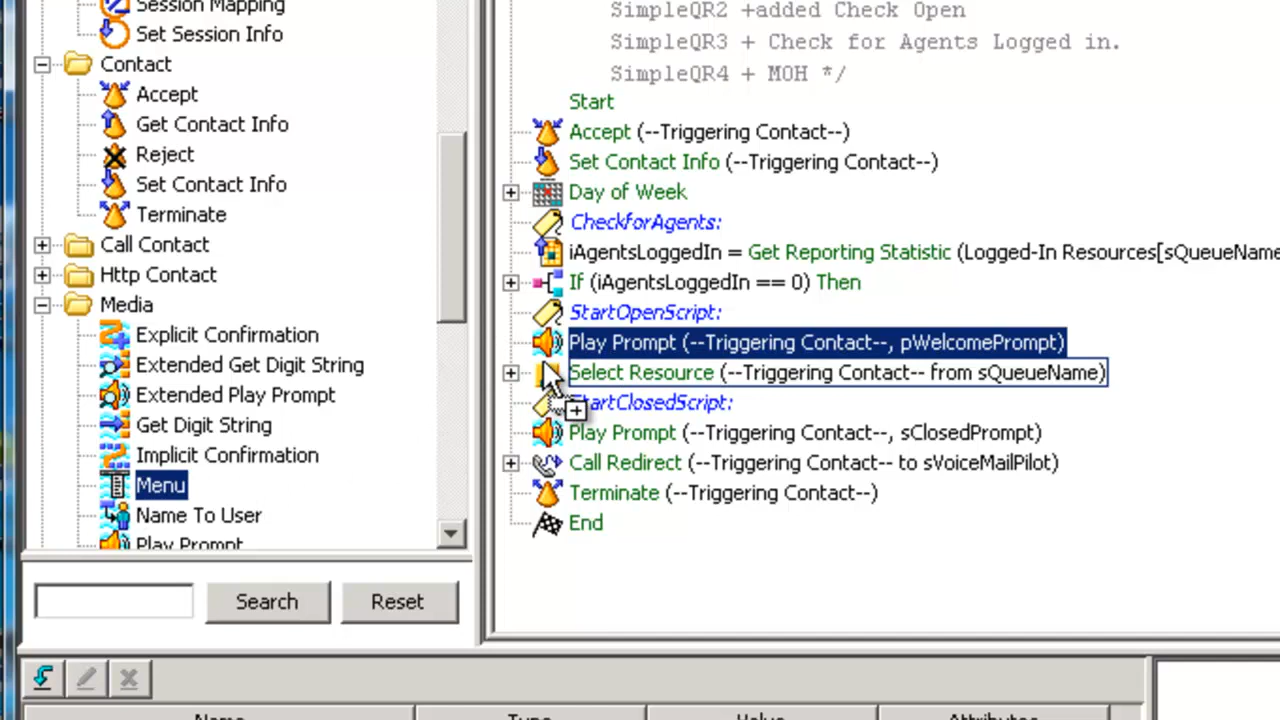 Session Mapping
Set Session Info
Contact
Accept
Get Contact Info
Reject
Set Contact Info
Terminate
Call Contact
Http Contact
Media
Explicit Confirmation
Extended Get Digit String
Extended Play Prompt
Get Digit String
Implicit Confirmation
Menu
Name To User
Play Prompt
Search
Reset
SimpleQR2 +added Check Open
SimpleQR3 + Check for Agents Logged in.
SimpleQR4 + MOH */
Start
Accept (--Triggering Contact--)
Set Contact Info (--Triggering Contact--)
Day of Week
CheckforAgents:
iAgentsLoggedIn = Get Reporting Statistic (Logged-In Resources[sQueueName
If (iAgentsLoggedIn == 0) Then
StartOpenScript:
Play Prompt (--Triggering Contact--, pWelcomePrompt)
Select Resource (--Triggering Contact-- from sQueueName)
StartClosedScript:
Play Prompt (--Triggering Contact--, sClosedPrompt)
Call Redirect (--Triggering Contact-- to sVoiceMailPilot)
Terminate (--Triggering Contact--)
End
Name Type Value Attributes